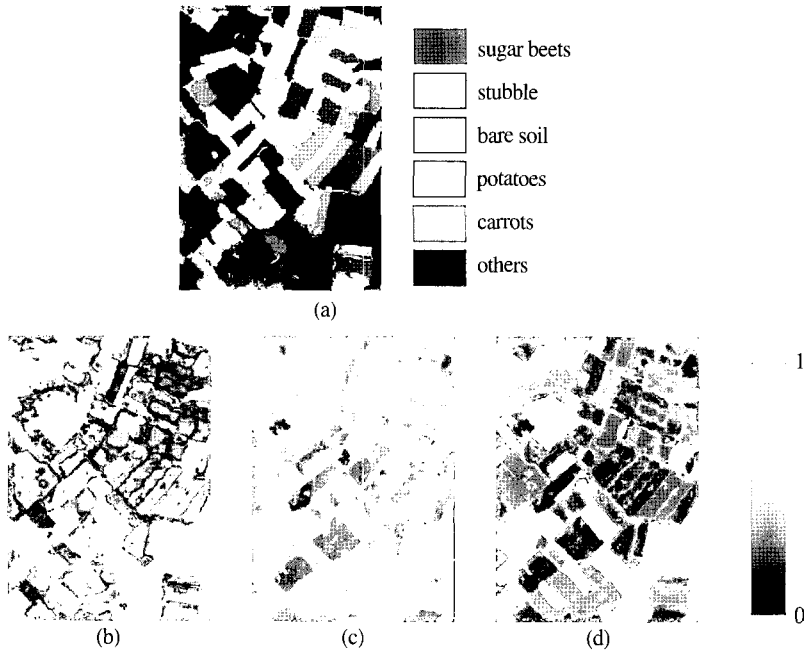 sugar beets
stubble
bare soil
potatoes
carrots
others
(a)
1
0
(b)
(c)
(d)